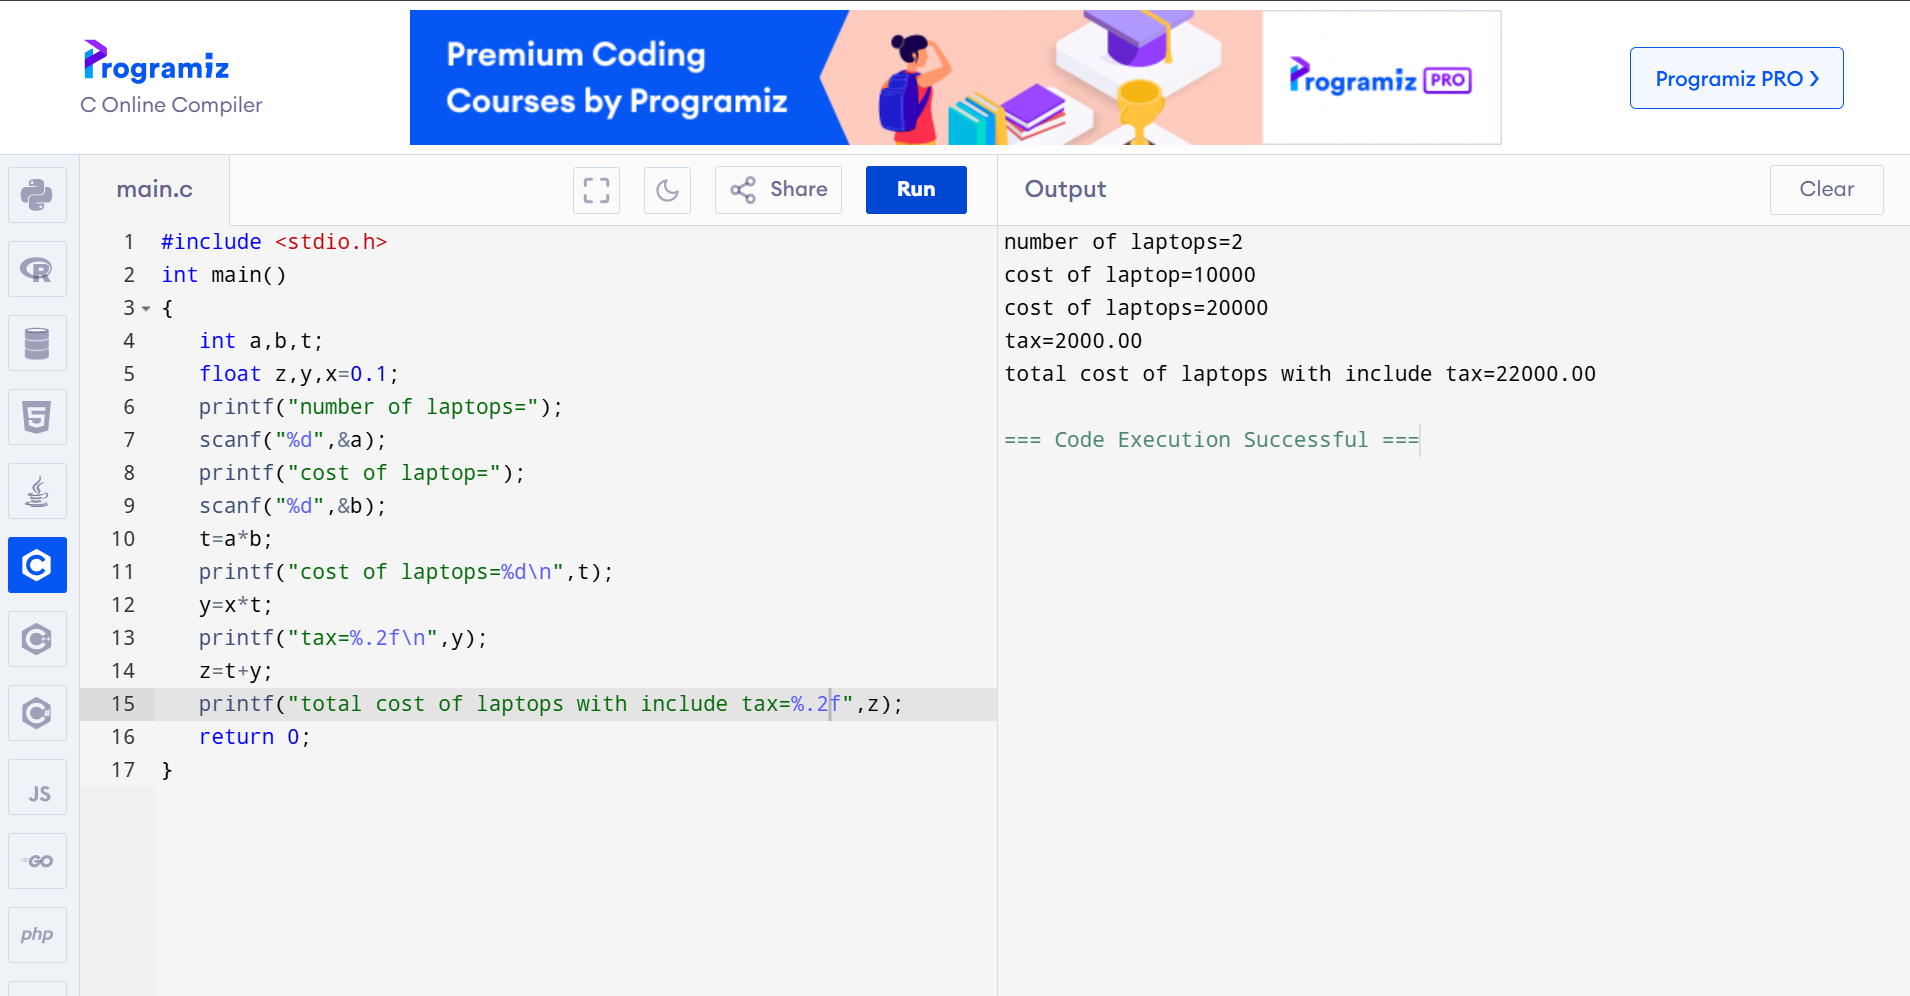 Programiz
C Online Compiler
Premium Coding
Courses by Programiz
Programiz PRO
Programiz PRO
main.c
Share
Run
Output
Clear
1 #include <stdio.h>
2 int main()
3 {
4    int a,b,t;
5    float z,y,x=0.1;
6    printf("number of laptops=");
7    scanf("%d",&a);
8    printf("cost of laptop=");
9    scanf("%d",&b);
10    t=a*b;
11    printf("cost of laptops=%d\n",t);
12    y=x*t;
13    printf("tax=%.2f\n",y);
14    z=t+y;
15    printf("total cost of laptops with include tax=%.2f",z);
16    return 0;
17 }
number of laptops=2
cost of laptop=10000
cost of laptops=20000
tax=2000.00
total cost of laptops with include tax=22000.00
=== Code Execution Successful ===
R
5
C
C++
C#
JS
GO
php